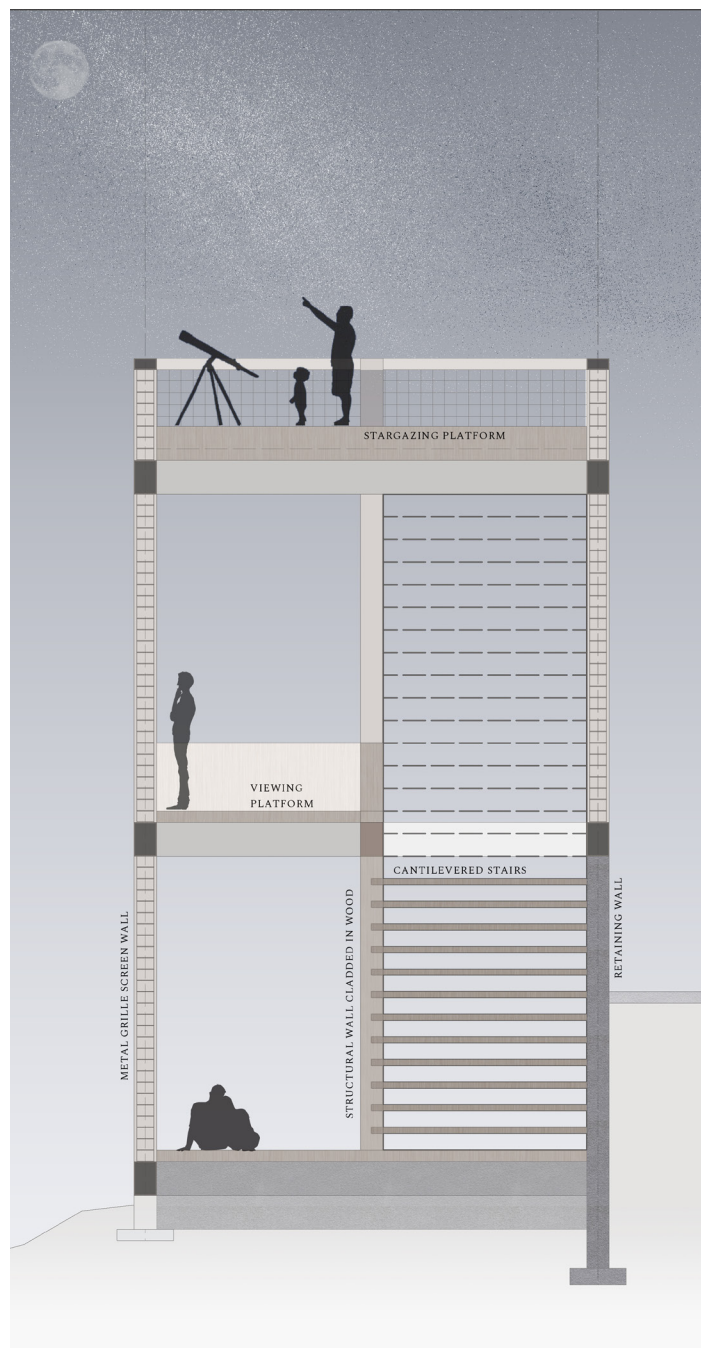 STARGAZING PLATFORM
VIEWING
PLATFORM
CANTILEVERED STAIRS
METAL GRILLE SCREEN WALL
STRUCTURAL WALL CLADDED IN WOOD
RETAINING WALL